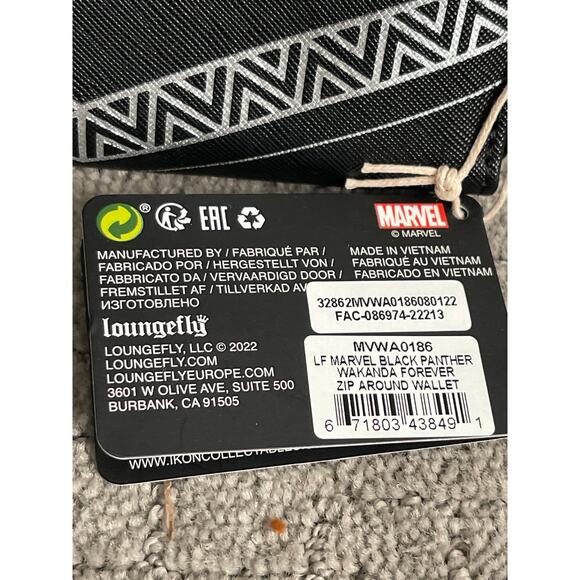 ® EAC
MARVEL
© MARVEL
MANUFACTURED BY / FABRIQUÉ PAR /
FABRICADO POR / HERGESTELLT VON /
FABBRICATO DA / VERVAARDIGD DOOR /
FREMSTILLET AF / TILLVERKAD AV
ИЗГОТОВЛЕНО
MADE IN VIETNAM
FABRIQUÉ AU VIETNAM
FABRICADO EN VIETNAM
loungefly
LOUNGEFLY, LLC © 2022
LOUNGEFLY.COM
LOUNGEFLYEUROPE.COM
3601 W OLIVE AVE, SUITE 500
BURBANK, CA 91505
32862MVWA0186080122
FAC-086974-22213
MVWA0186
LF MARVEL BLACK PANTHER
WAKANDA FOREVER
ZIP AROUND WALLET
6 71803 43849 1